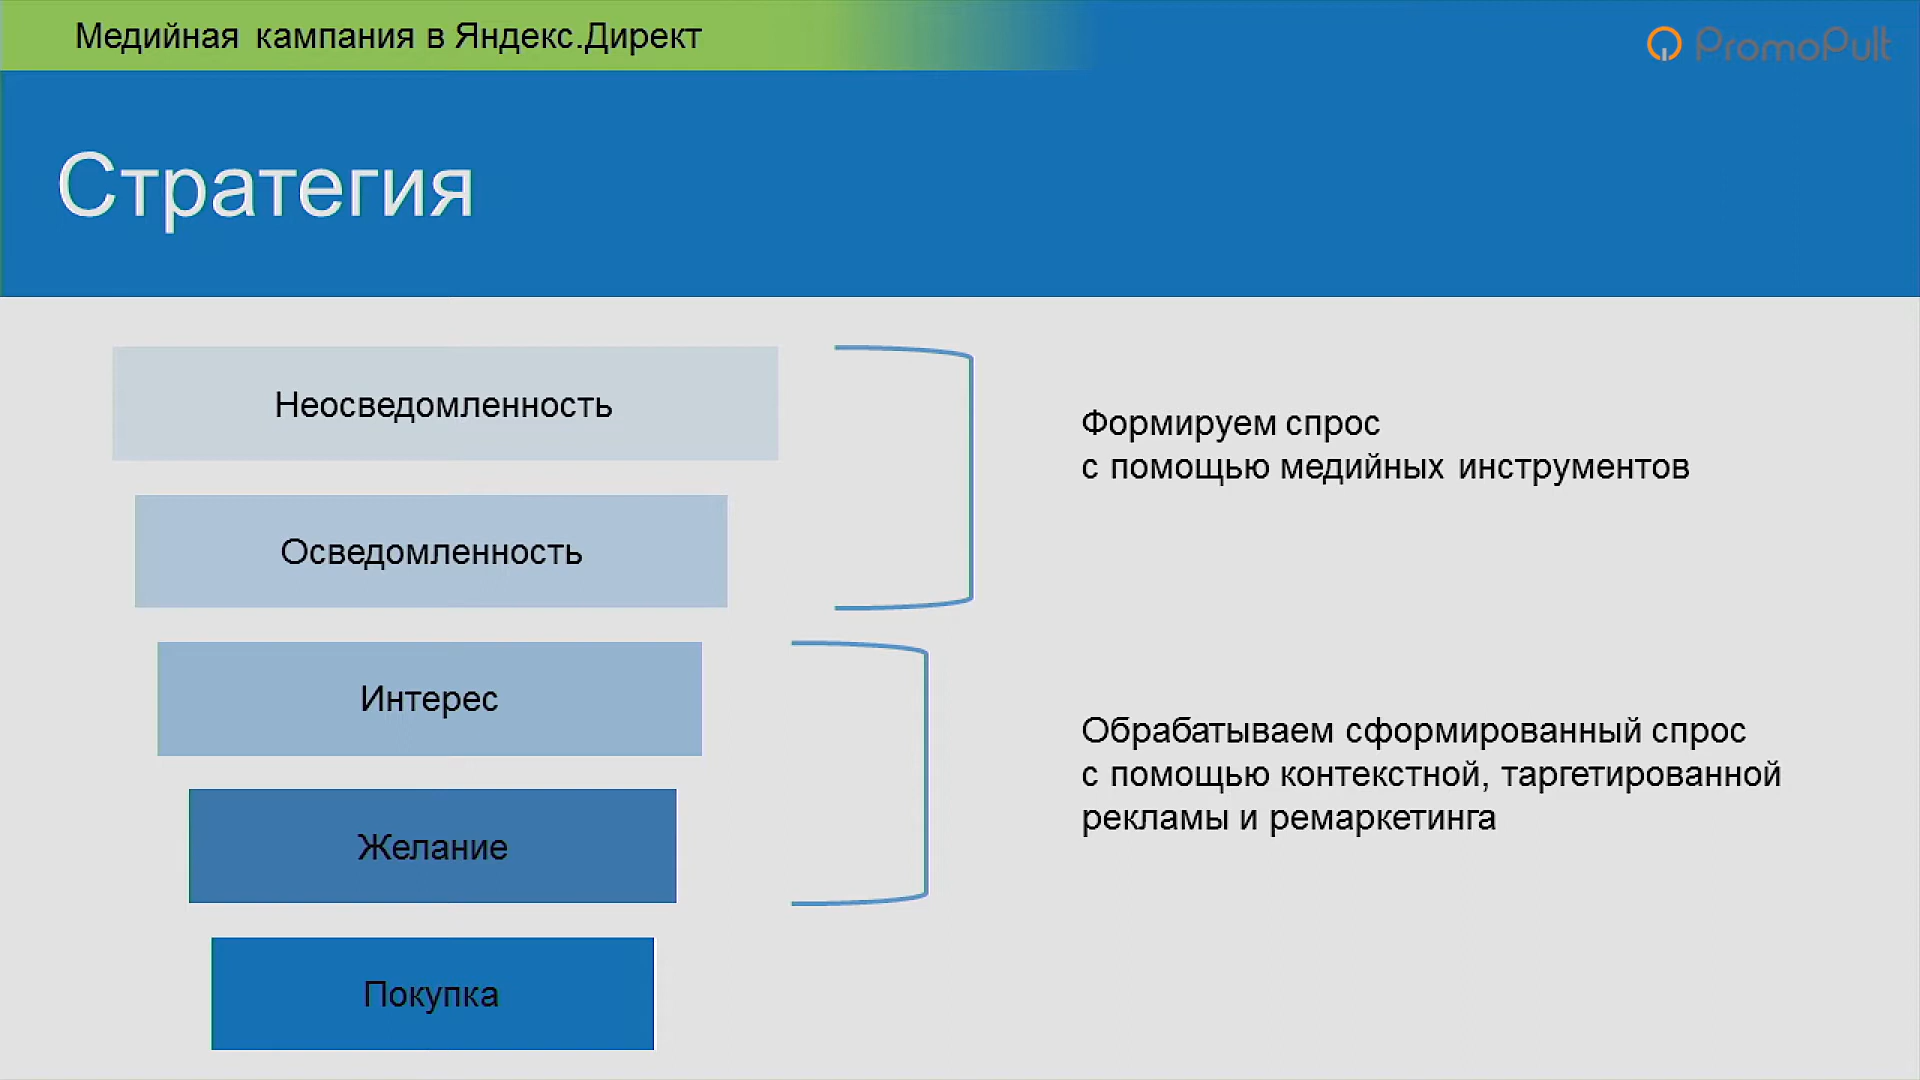 Медийная кампания в Яндекс.Директ
PromoPult
Стратегия
Неосведомленность
Осведомленность
Интерес
Желание
Покупка
Формируем спрос
с помощью медийных инструментов
Обрабатываем сформированный спрос
с помощью контекстной, таргетированной
рекламы и ремаркетинга